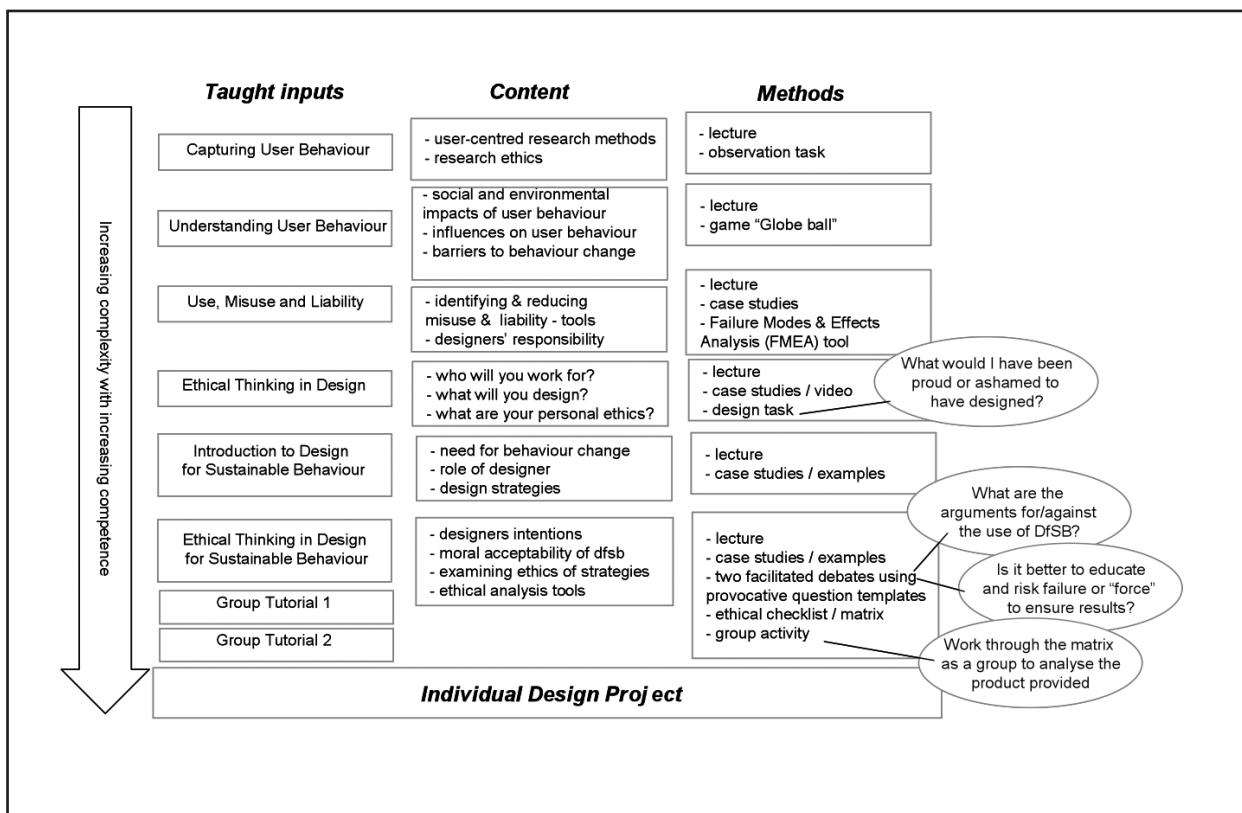 Taught inputs
Content
Methods
Increasing complexity with increasing competence
Capturing User Behaviour
- user-centred research methods
- research ethics
- lecture
- observation task
Understanding User Behaviour
- social and environmental
impacts of user behaviour
- influences on user behaviour
- barriers to behaviour change
- lecture
- game “Globe ball”
Use, Misuse and Liability
- identifying & reducing
misuse & liability - tools
- designers’ responsibility
- lecture
- case studies
- Failure Modes & Effects
Analysis (FMEA) tool
Ethical Thinking in Design
- who will you work for?
- what will you design?
- what are your personal ethics?
- lecture
- case studies / video
- design task
What would I have been
proud or ashamed to
have designed?
Introduction to Design
for Sustainable Behaviour
- need for behaviour change
- role of designer
- design strategies
- lecture
- case studies / examples
Ethical Thinking in Design
for Sustainable Behaviour
- designers intentions
- moral acceptability of dfsb
- examining ethics of strategies
- ethical analysis tools
- lecture
- case studies / examples
- two facilitated debates using
provocative question templates
- ethical checklist / matrix
- group activity
What are the
arguments for/against
the use of DfSB?
Is it better to educate
and risk failure or “force”
to ensure results?
Work through the matrix
as a group to analyse the
product provided
Group Tutorial 1
Group Tutorial 2
Individual Design Project